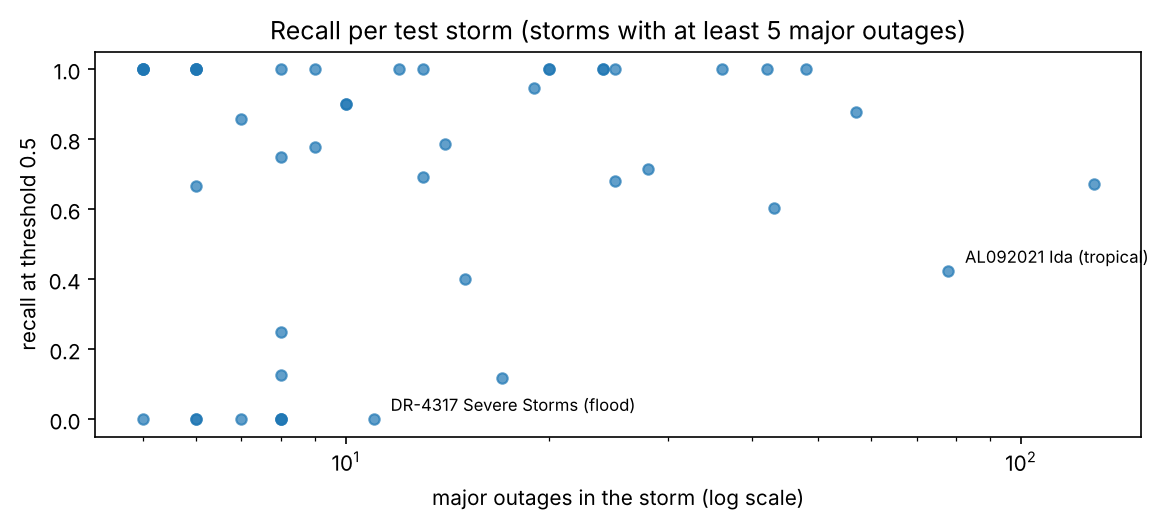 Recall per test storm (storms with at least 5 major outages)
recall at threshold 0.5
1.0
0.8
0.6
0.4
0.2
0.0
AL092021 Ida (tropical)
DR-4317 Severe Storms (flood)
10¹
10²
major outages in the storm (log scale)